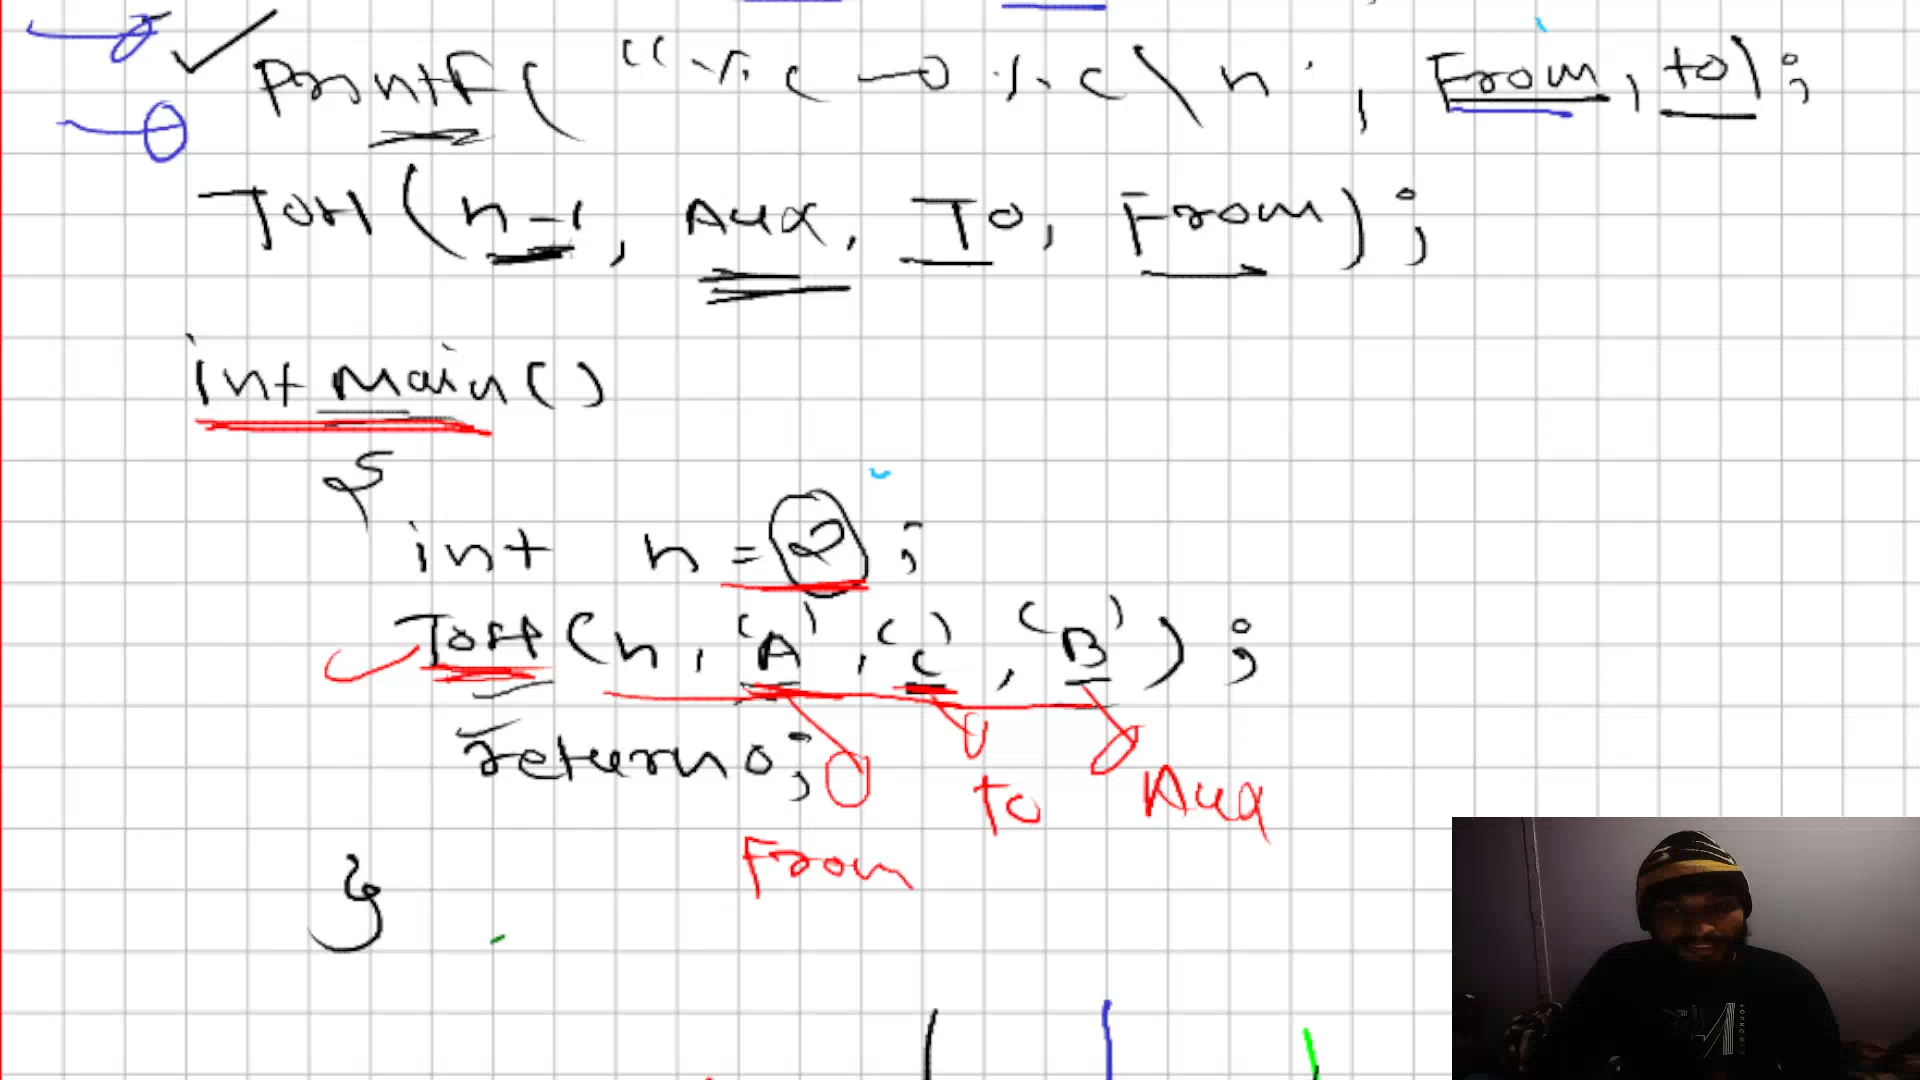 printf( "%c → %c\n", From, to);
TOH (n-1, Aux, To, From);
int Main()
{
int n = 2;
TOH (n, 'A', 'C', 'B');
return 0;
to Aux
From
}